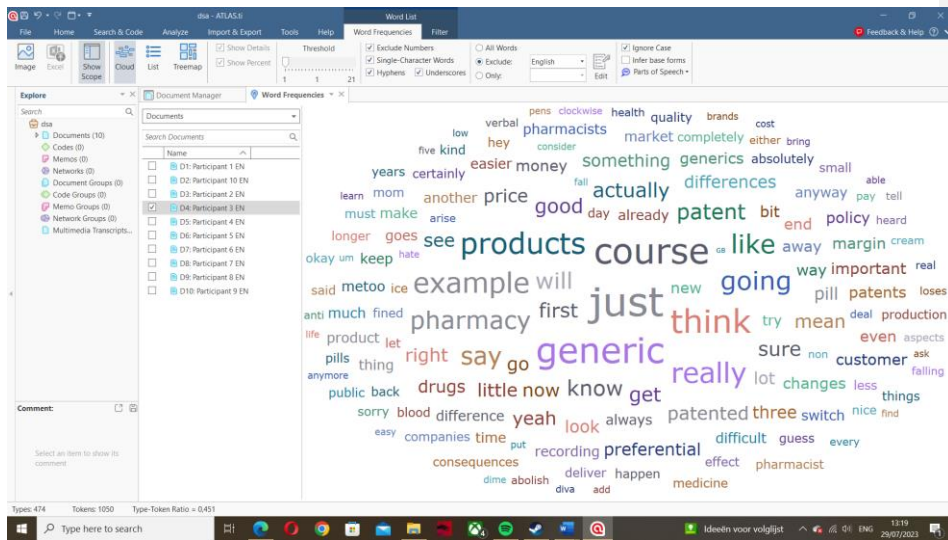 dsa - ATLAS.ti
Word List
File Home Search & Code Analyze Import & Export Tools Help Word Frequencies Filter
Feedback & Help
Image Excel Show Scope Cloud List Treemap
Show Details
Show Percent
Threshold
1 1 21
Exclude Numbers
Single-Character Words
Hyphens Underscores
All Words
Exclude: English
Only:
Edit
Ignore Case
Infer base forms
Parts of Speech
Explore
Search
dsa
Documents (10)
Codes (0)
Memos (0)
Networks (0)
Document Groups (0)
Code Groups (0)
Memo Groups (0)
Network Groups (0)
Multimedia Transcripts...
Comment:
Select an item to show its
comment
Document Manager Word Frequencies
Documents
Search Documents
Name
D1: Participant 1 EN
D2: Participant 10 EN
D3: Participant 2 EN
D4: Participant 3 EN
D5: Participant 4 EN
D6: Participant 5 EN
D7: Participant 6 EN
D8: Participant 7 EN
D9: Participant 8 EN
D10: Participant 9 EN
pens clockwise health quality brands cost
low verbal pharmacists market completely either bring
five kind hey consider
years certainly easier money something generics absolutely small
learn mom another price fall actually differences anyway pay tell able
must make arise good day already patent bit end policy heard
longer goes see products course GB like away margin cream
okay um keep hate
said metoo ice example will just new going way important real
pill patents loses
anti much fined pharmacy first think try mean deal production
life product let even aspects
pills thing right say go generic really sure non customer ask
anymore lot changes less falling
public back drugs little now know get things
sorry blood difference yeah look always patented three switch nice find
easy companies time put recording preferential difficult guess every
consequences deliver happen effect pharmacist
dime abolish diva add medicine
Types: 474 Tokens: 1050 Type-Token Ratio = 0,451
Type here to search
Ideeën voor volglijst
ENG
13:19
29/07/2023